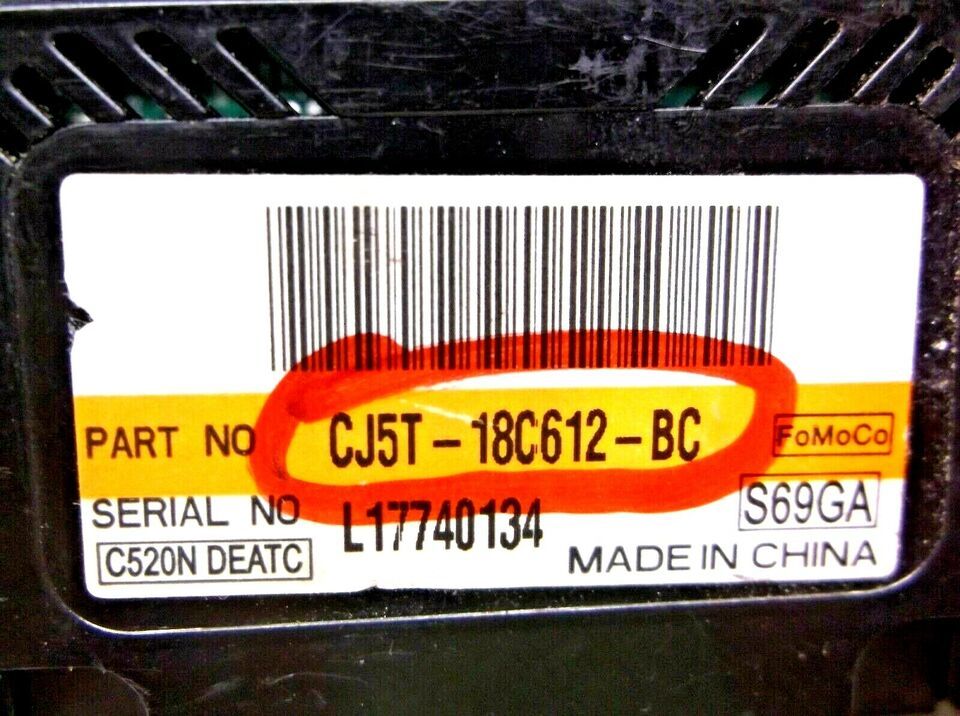 PART NO CJ5T-18C612-BC FoMoCo
SERIAL NO L17740134 S69GA
C520N DEATC MADE IN CHINA